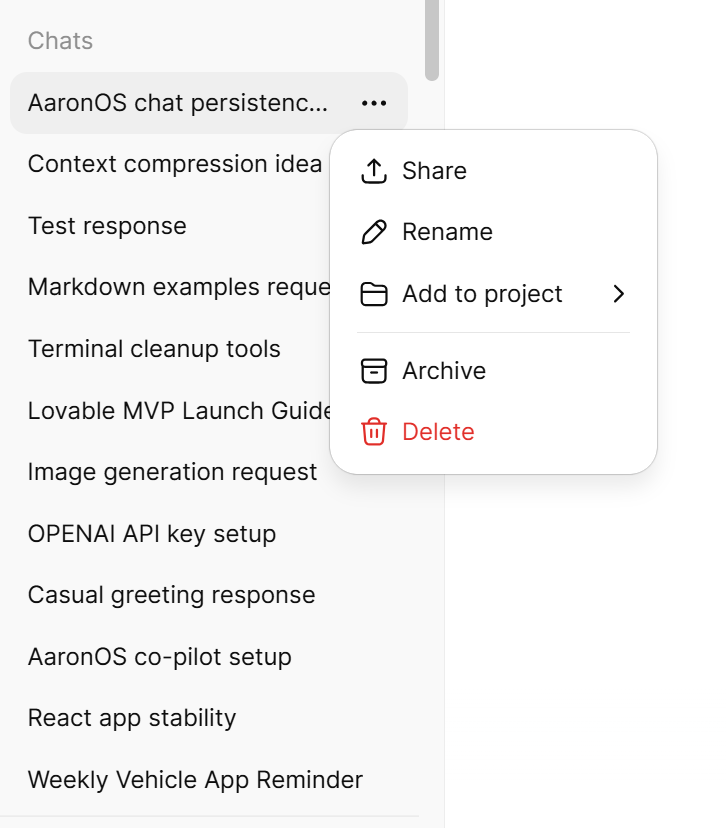 Chats
AaronOS chat persistenc...
Context compression idea
Test response
Markdown examples reque
Terminal cleanup tools
Lovable MVP Launch Guide
Image generation request
OPENAI API key setup
Casual greeting response
AaronOS co-pilot setup
React app stability
Weekly Vehicle App Reminder
Share
Rename
Add to project
Archive
Delete